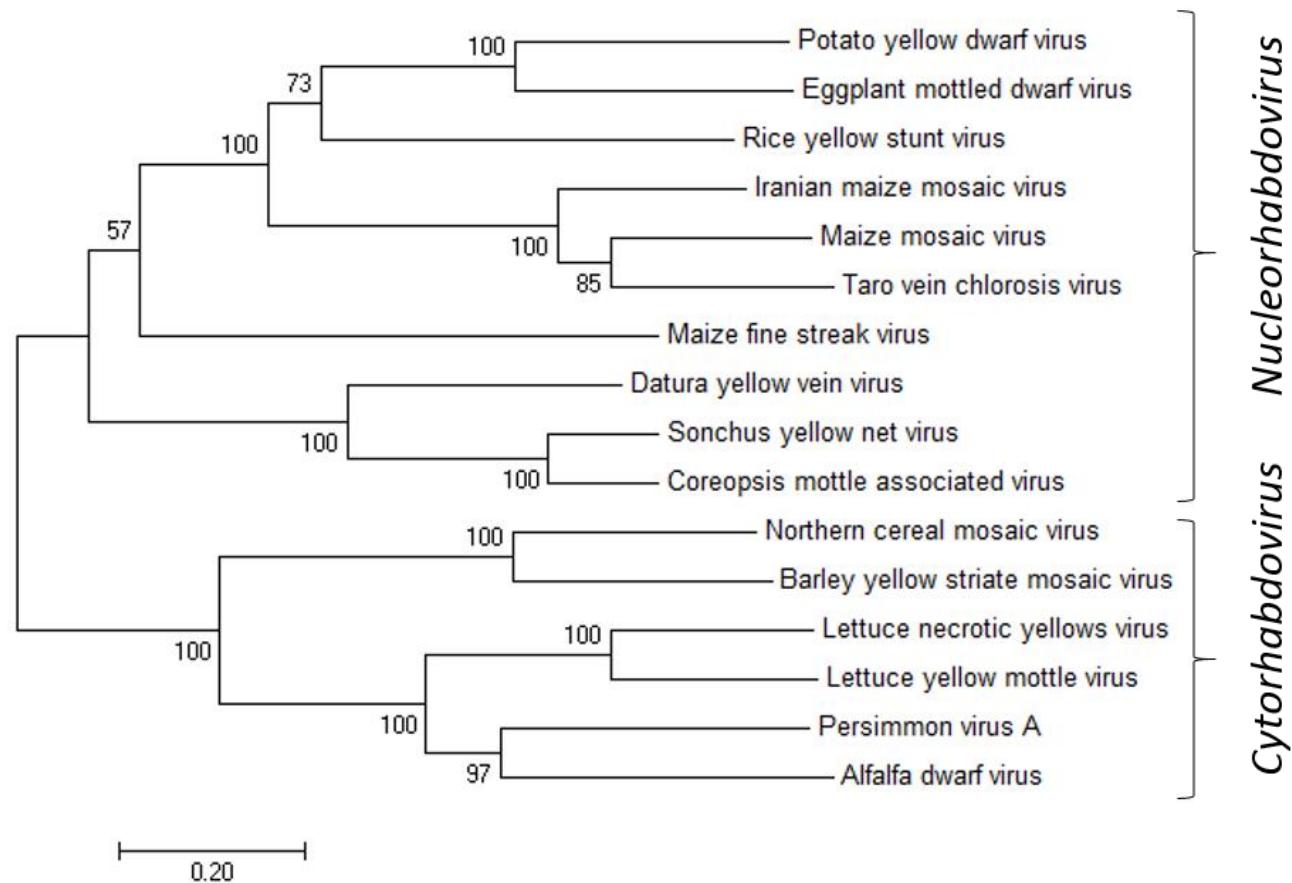 100
Potato yellow dwarf virus
73
Eggplant mottled dwarf virus
100
Rice yellow stunt virus
Iranian maize mosaic virus
57
100
Maize mosaic virus
85
Taro vein chlorosis virus
Maize fine streak virus
Datura yellow vein virus
100
Sonchus yellow net virus
100
Coreopsis mottle associated virus
Nucleorhabdovirus
100
Northern cereal mosaic virus
Barley yellow striate mosaic virus
100
100
Lettuce necrotic yellows virus
Lettuce yellow mottle virus
100
Persimmon virus A
97
Alfalfa dwarf virus
Cytorhabdovirus
0.20